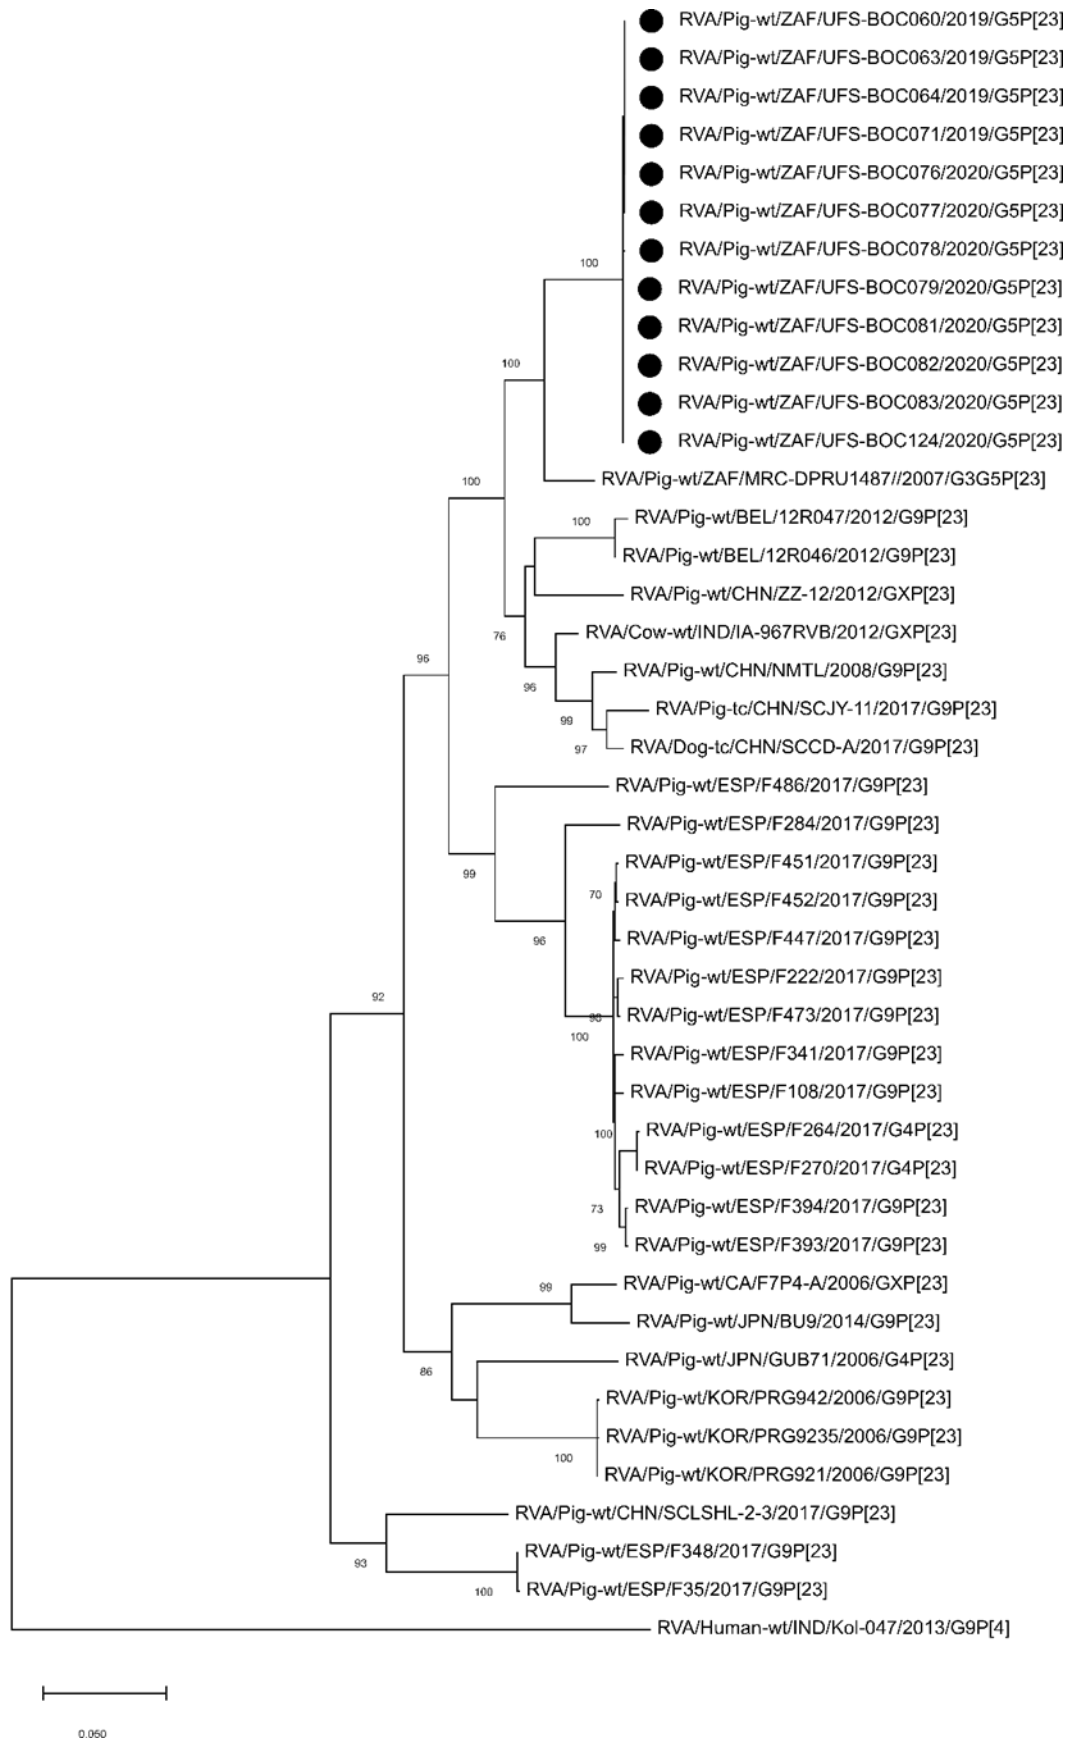 RVA/Pig-wt/ZAF/UFS-BOC060/2019/G5P[23]
RVA/Pig-wt/ZAF/UFS-BOC063/2019/G5P[23]
RVA/Pig-wt/ZAF/UFS-BOC064/2019/G5P[23]
RVA/Pig-wt/ZAF/UFS-BOC071/2019/G5P[23]
RVA/Pig-wt/ZAF/UFS-BOC076/2020/G5P[23]
RVA/Pig-wt/ZAF/UFS-BOC077/2020/G5P[23]
RVA/Pig-wt/ZAF/UFS-BOC078/2020/G5P[23]
100
RVA/Pig-wt/ZAF/UFS-BOC079/2020/G5P[23]
RVA/Pig-wt/ZAF/UFS-BOC081/2020/G5P[23]
100
RVA/Pig-wt/ZAF/UFS-BOC082/2020/G5P[23]
RVA/Pig-wt/ZAF/UFS-BOC083/2020/G5P[23]
RVA/Pig-wt/ZAF/UFS-BOC124/2020/G5P[23]
100
RVA/Pig-wt/ZAF/MRC-DPRU1487//2007/G3G5P[23]
100
RVA/Pig-wt/BEL/12R047/2012/G9P[23]
RVA/Pig-wt/BEL/12R046/2012/G9P[23]
RVA/Pig-wt/CHN/ZZ-12/2012/GXP[23]
76
RVA/Cow-wt/IND/IA-967RVB/2012/GXP[23]
96
RVA/Pig-wt/CHN/NMTL/2008/G9P[23]
96
RVA/Pig-tc/CHN/SCJY-11/2017/G9P[23]
99
RVA/Dog-tc/CHN/SCCD-A/2017/G9P[23]
97
RVA/Pig-wt/ESP/F486/2017/G9P[23]
RVA/Pig-wt/ESP/F284/2017/G9P[23]
RVA/Pig-wt/ESP/F451/2017/G9P[23]
99
70
RVA/Pig-wt/ESP/F452/2017/G9P[23]
RVA/Pig-wt/ESP/F447/2017/G9P[23]
96
RVA/Pig-wt/ESP/F222/2017/G9P[23]
92
RVA/Pig-wt/ESP/F473/2017/G9P[23]
100
RVA/Pig-wt/ESP/F341/2017/G9P[23]
RVA/Pig-wt/ESP/F108/2017/G9P[23]
100
RVA/Pig-wt/ESP/F264/2017/G4P[23]
RVA/Pig-wt/ESP/F270/2017/G4P[23]
73
RVA/Pig-wt/ESP/F394/2017/G9P[23]
99
RVA/Pig-wt/ESP/F393/2017/G9P[23]
99
RVA/Pig-wt/CA/F7P4-A/2006/GXP[23]
RVA/Pig-wt/JPN/BU9/2014/G9P[23]
RVA/Pig-wt/JPN/GUB71/2006/G4P[23]
86
RVA/Pig-wt/KOR/PRG942/2006/G9P[23]
RVA/Pig-wt/KOR/PRG9235/2006/G9P[23]
100
RVA/Pig-wt/KOR/PRG921/2006/G9P[23]
RVA/Pig-wt/CHN/SCLSHL-2-3/2017/G9P[23]
RVA/Pig-wt/ESP/F348/2017/G9P[23]
93
RVA/Pig-wt/ESP/F35/2017/G9P[23]
100
RVA/Human-wt/IND/Kol-047/2013/G9P[4]
0.050